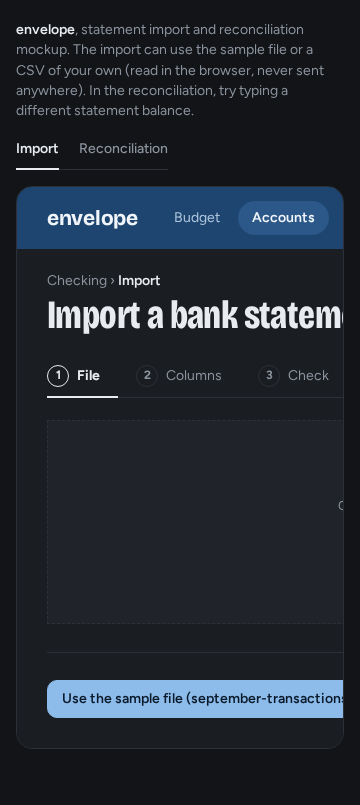 envelope, statement import and reconciliation
mockup. The import can use the sample file or a
CSV of your own (read in the browser, never sent
anywhere). In the reconciliation, try typing a
different statement balance.
Import Reconciliation
envelope Budget Accounts
Checking › Import
Import a bank statem
1 File 2 Columns 3 Check
Use the sample file (september-transactions